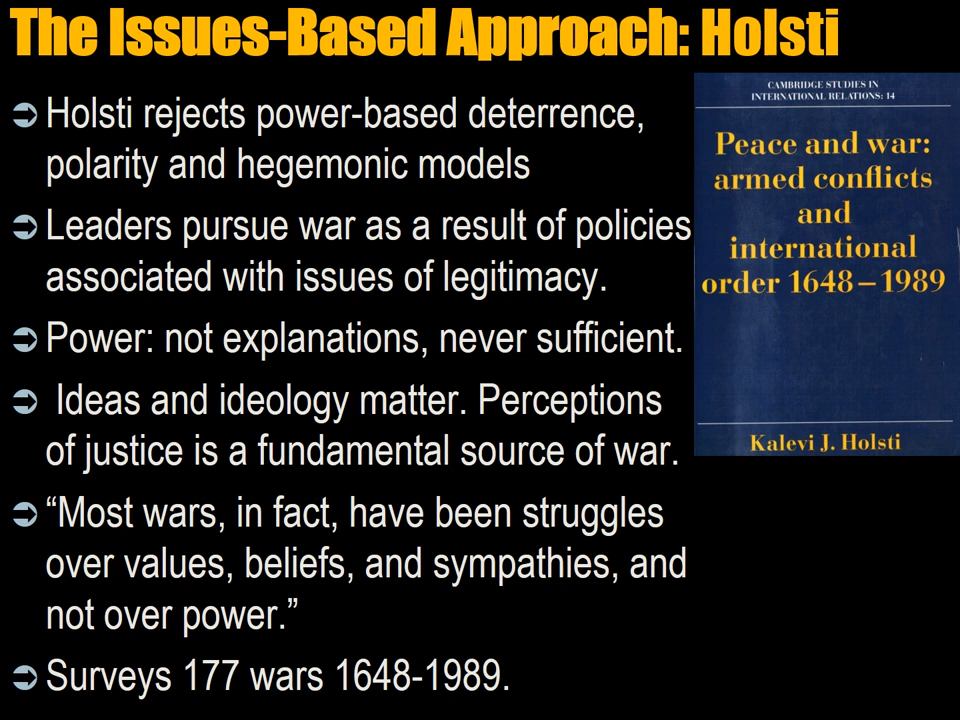 The Issues-Based Approach: Holsti
Holsti rejects power-based deterrence,
polarity and hegemonic models
Leaders pursue war as a result of policies
associated with issues of legitimacy.
Power: not explanations, never sufficient.
Ideas and ideology matter. Perceptions
of justice is a fundamental source of war.
“Most wars, in fact, have been struggles
over values, beliefs, and sympathies, and
not over power.”
Surveys 177 wars 1648-1989.
CAMBRIDGE STUDIES IN
INTERNATIONAL RELATIONS: 14
Peace and war:
armed conflicts
and
international
order 1648–1989
Kalevi J. Holsti